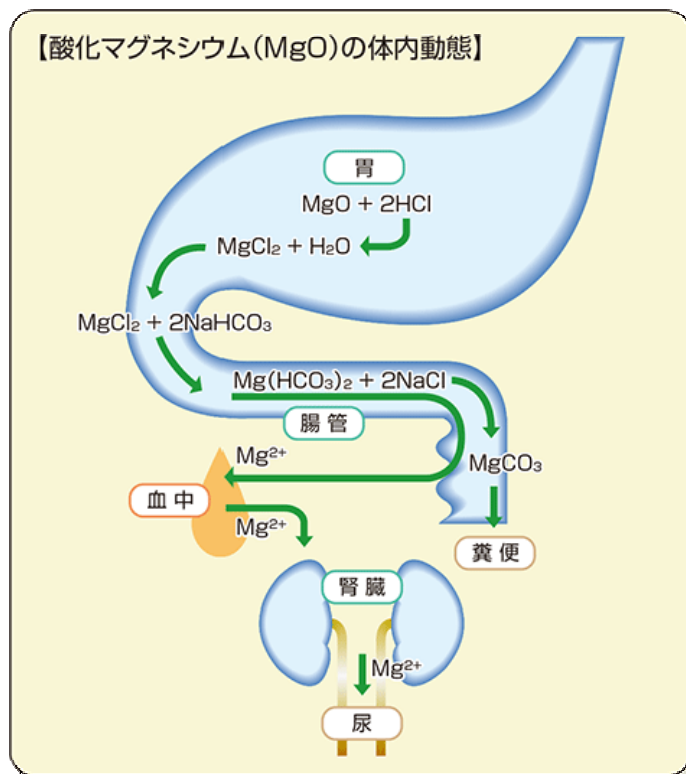 【酸化マグネシウム(MgO)の体内動態】
胃
MgO + 2HCl
MgCl₂ + H₂O
MgCl₂ + 2NaHCO₃
Mg(HCO₃)₂ + 2NaCl
腸管
Mg²⁺
MgCO₃
血中
Mg²⁺
糞便
腎臓
Mg²⁺
尿